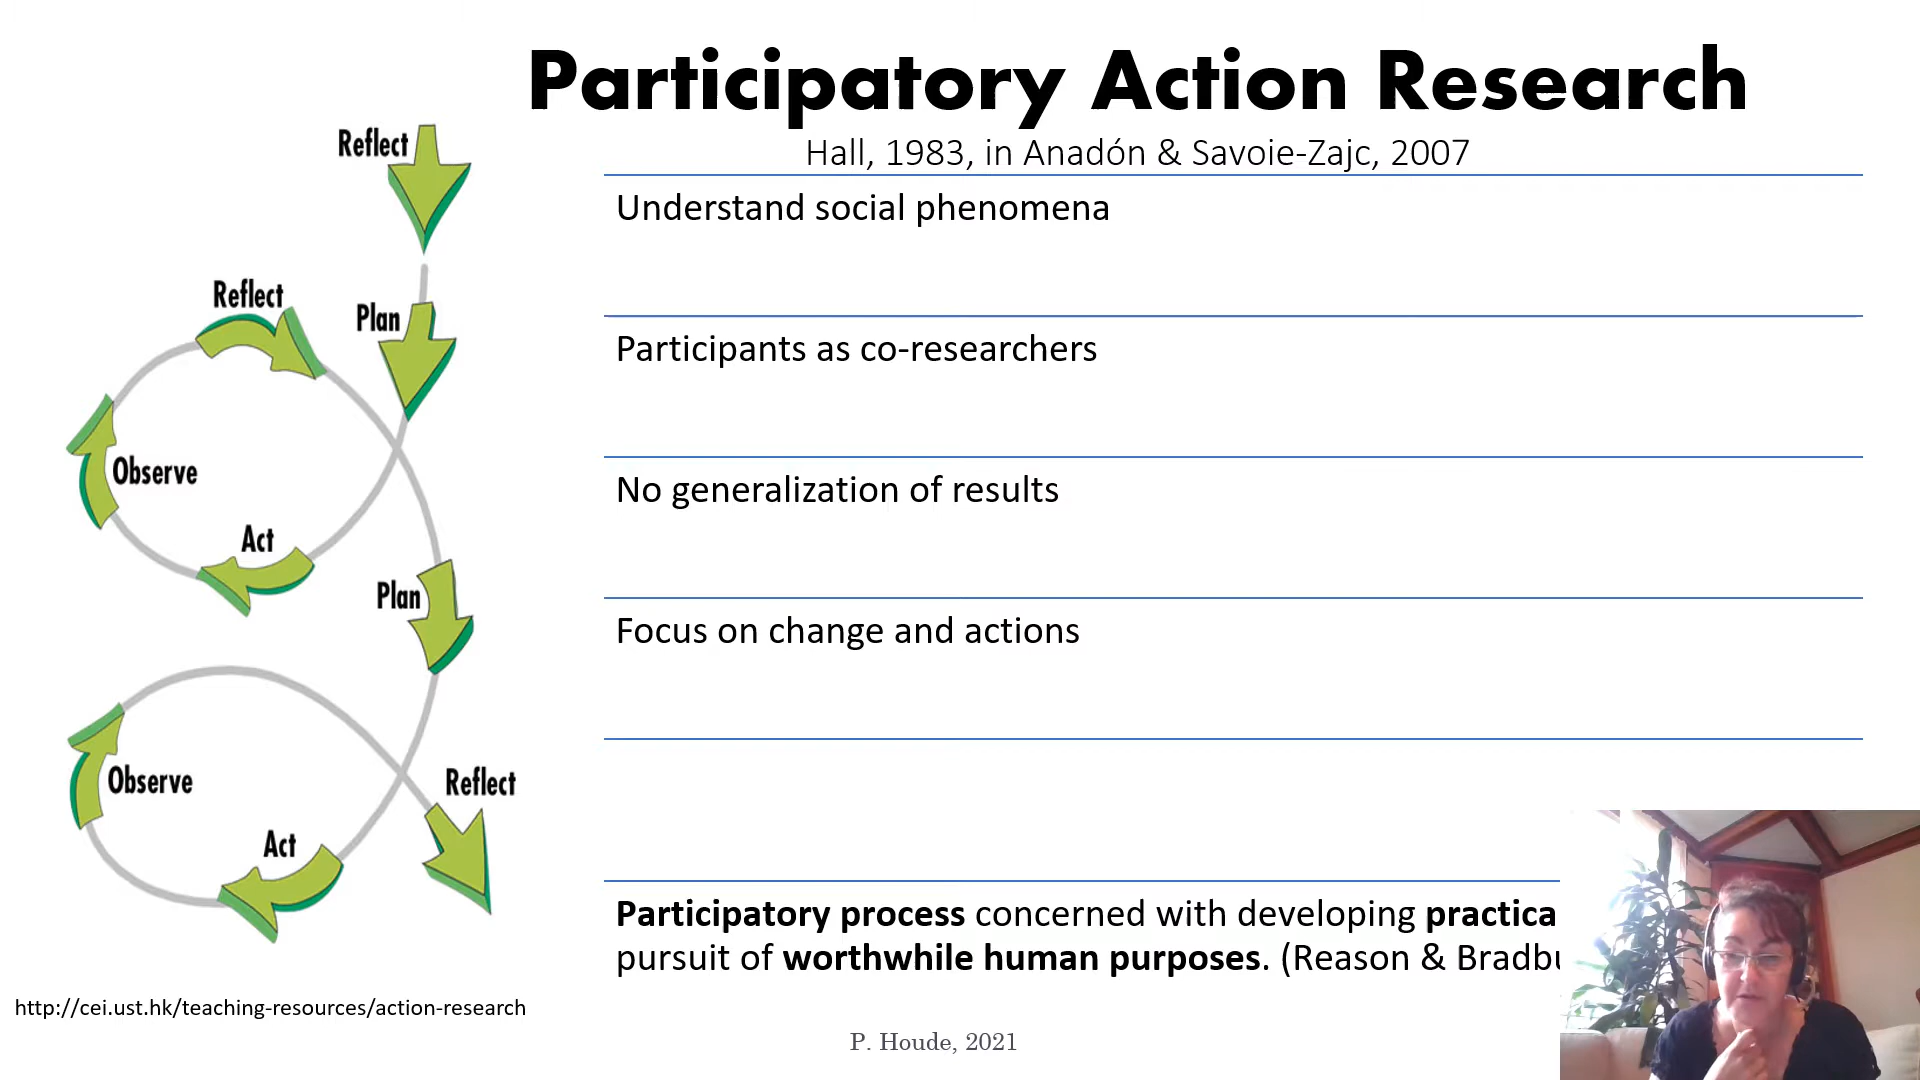 Participatory Action Research
Hall, 1983, in Anadón & Savoie-Zajc, 2007
Reflect
Plan
Reflect
Observe
Act
Plan
Observe
Act
Reflect
Understand social phenomena
Participants as co-researchers
No generalization of results
Focus on change and actions
Participatory process concerned with developing
pursuit of worthwhile human purposes. (Reason &
http://cei.ust.hk/teaching-resources/action-research
P. Houde, 2021